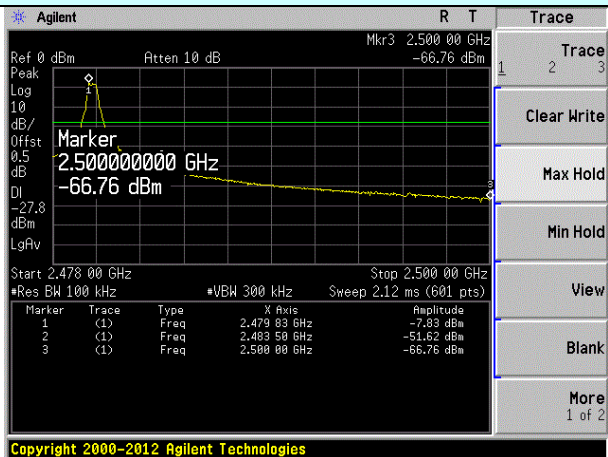 Agilent R T Trace
Mkr3 2.500 00 GHz
Ref 0 dBm Atten 10 dB -66.76 dBm
Peak
Log
10
dB/
Offst
0.5
dB
DI
-27.8
dBm
LgAv
1
3
Marker
2.500000000 GHz
-66.76 dBm
Start 2.478 00 GHz Stop 2.500 00 GHz
#Res BW 100 kHz #VBW 300 kHz Sweep 2.12 ms (601 pts)
Marker Trace Type X Axis Amplitude
1 (1) Freq 2.479 83 GHz -7.83 dBm
2 (1) Freq 2.483 50 GHz -51.62 dBm
3 (1) Freq 2.500 00 GHz -66.76 dBm
Trace
1 2 3
Clear Write
Max Hold
Min Hold
View
Blank
More
1 of 2
Copyright 2000-2012 Agilent Technologies